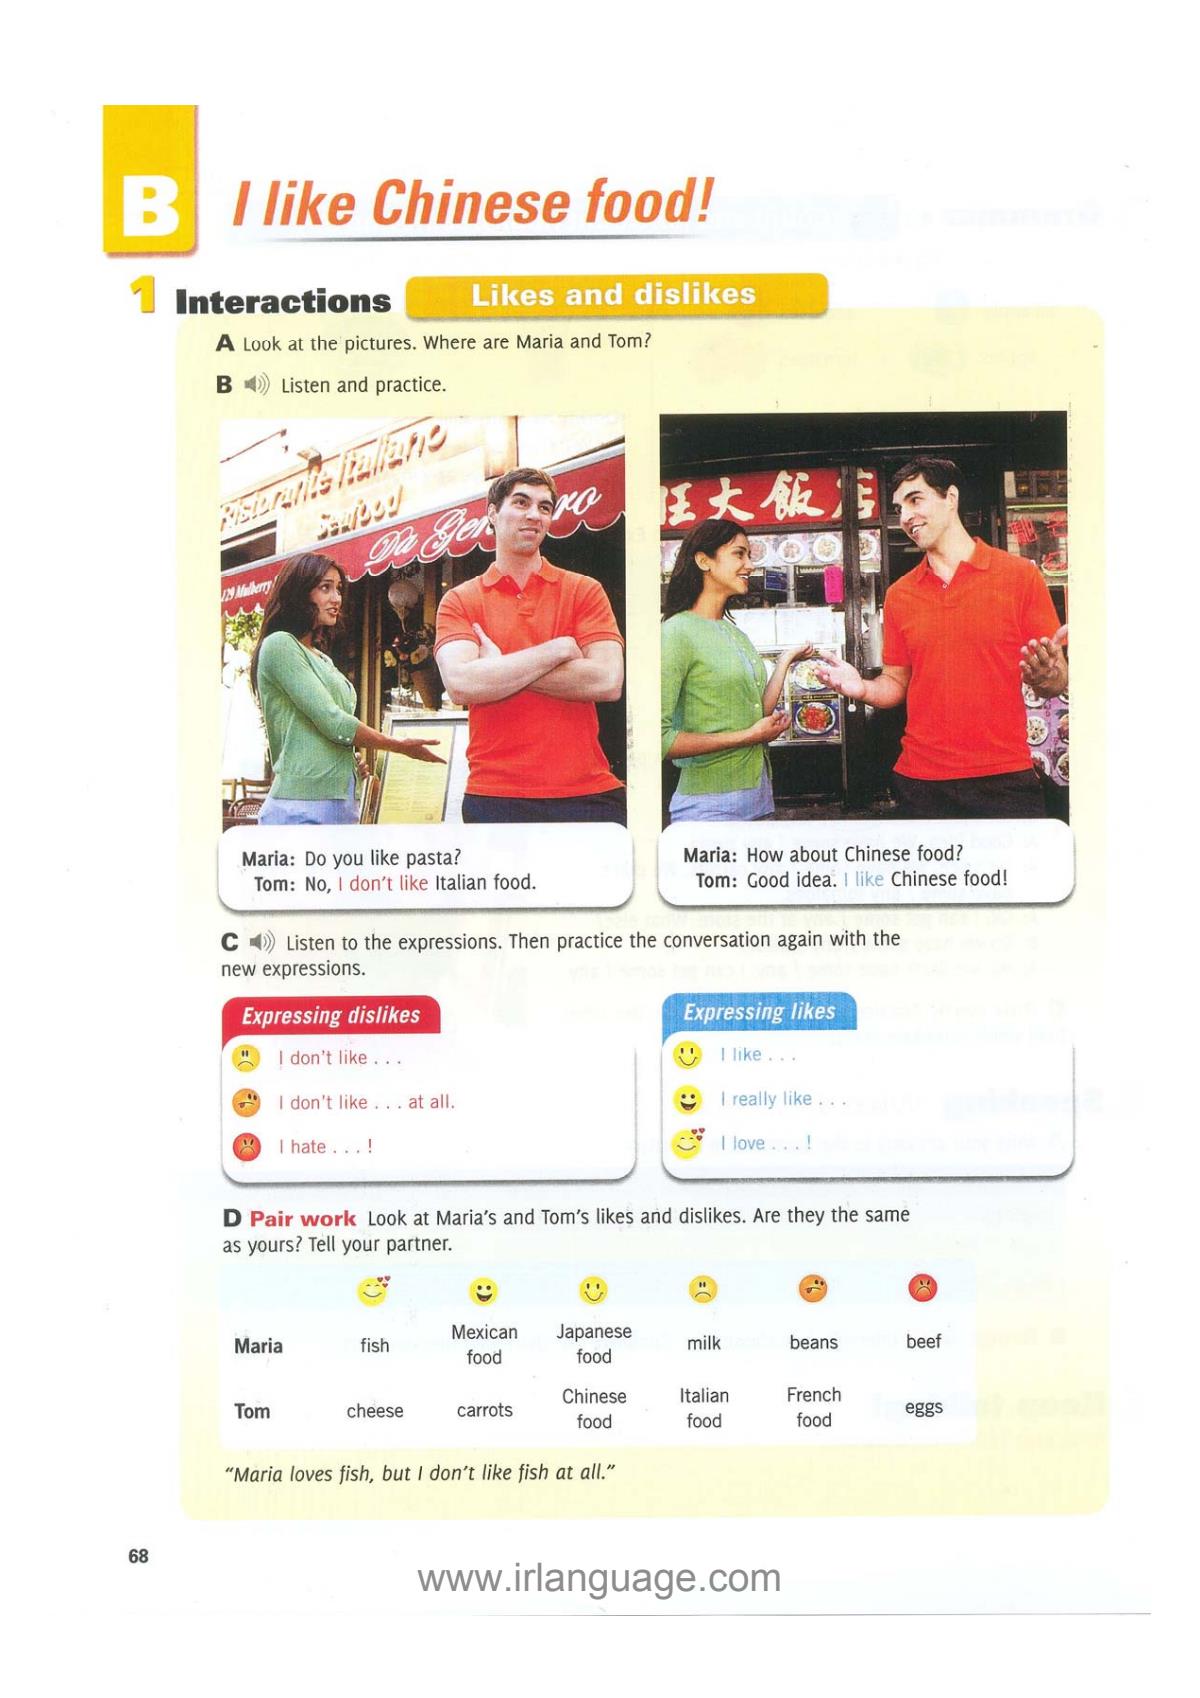 B
I like Chinese food!
1 Interactions
Likes and dislikes
A Look at the pictures. Where are Maria and Tom?
B Listen and practice.
Ristorante Italiano
Seafood
Da Gennaro
129 Mulberry
旺大飯店
Maria: Do you like pasta?
Tom: No, I don't like Italian food.
Maria: How about Chinese food?
Tom: Good idea. I like Chinese food!
C Listen to the expressions. Then practice the conversation again with the
new expressions.
Expressing dislikes
I don't like . . .
I don't like . . . at all.
I hate . . . !
Expressing likes
I like . . .
I really like . . .
I love . . . !
D Pair work Look at Maria's and Tom's likes and dislikes. Are they the same
as yours? Tell your partner.
Maria fish Mexican food Japanese food milk beans beef
Tom cheese carrots Chinese food Italian food French food eggs
"Maria loves fish, but I don't like fish at all."
68
www.irlanguage.com